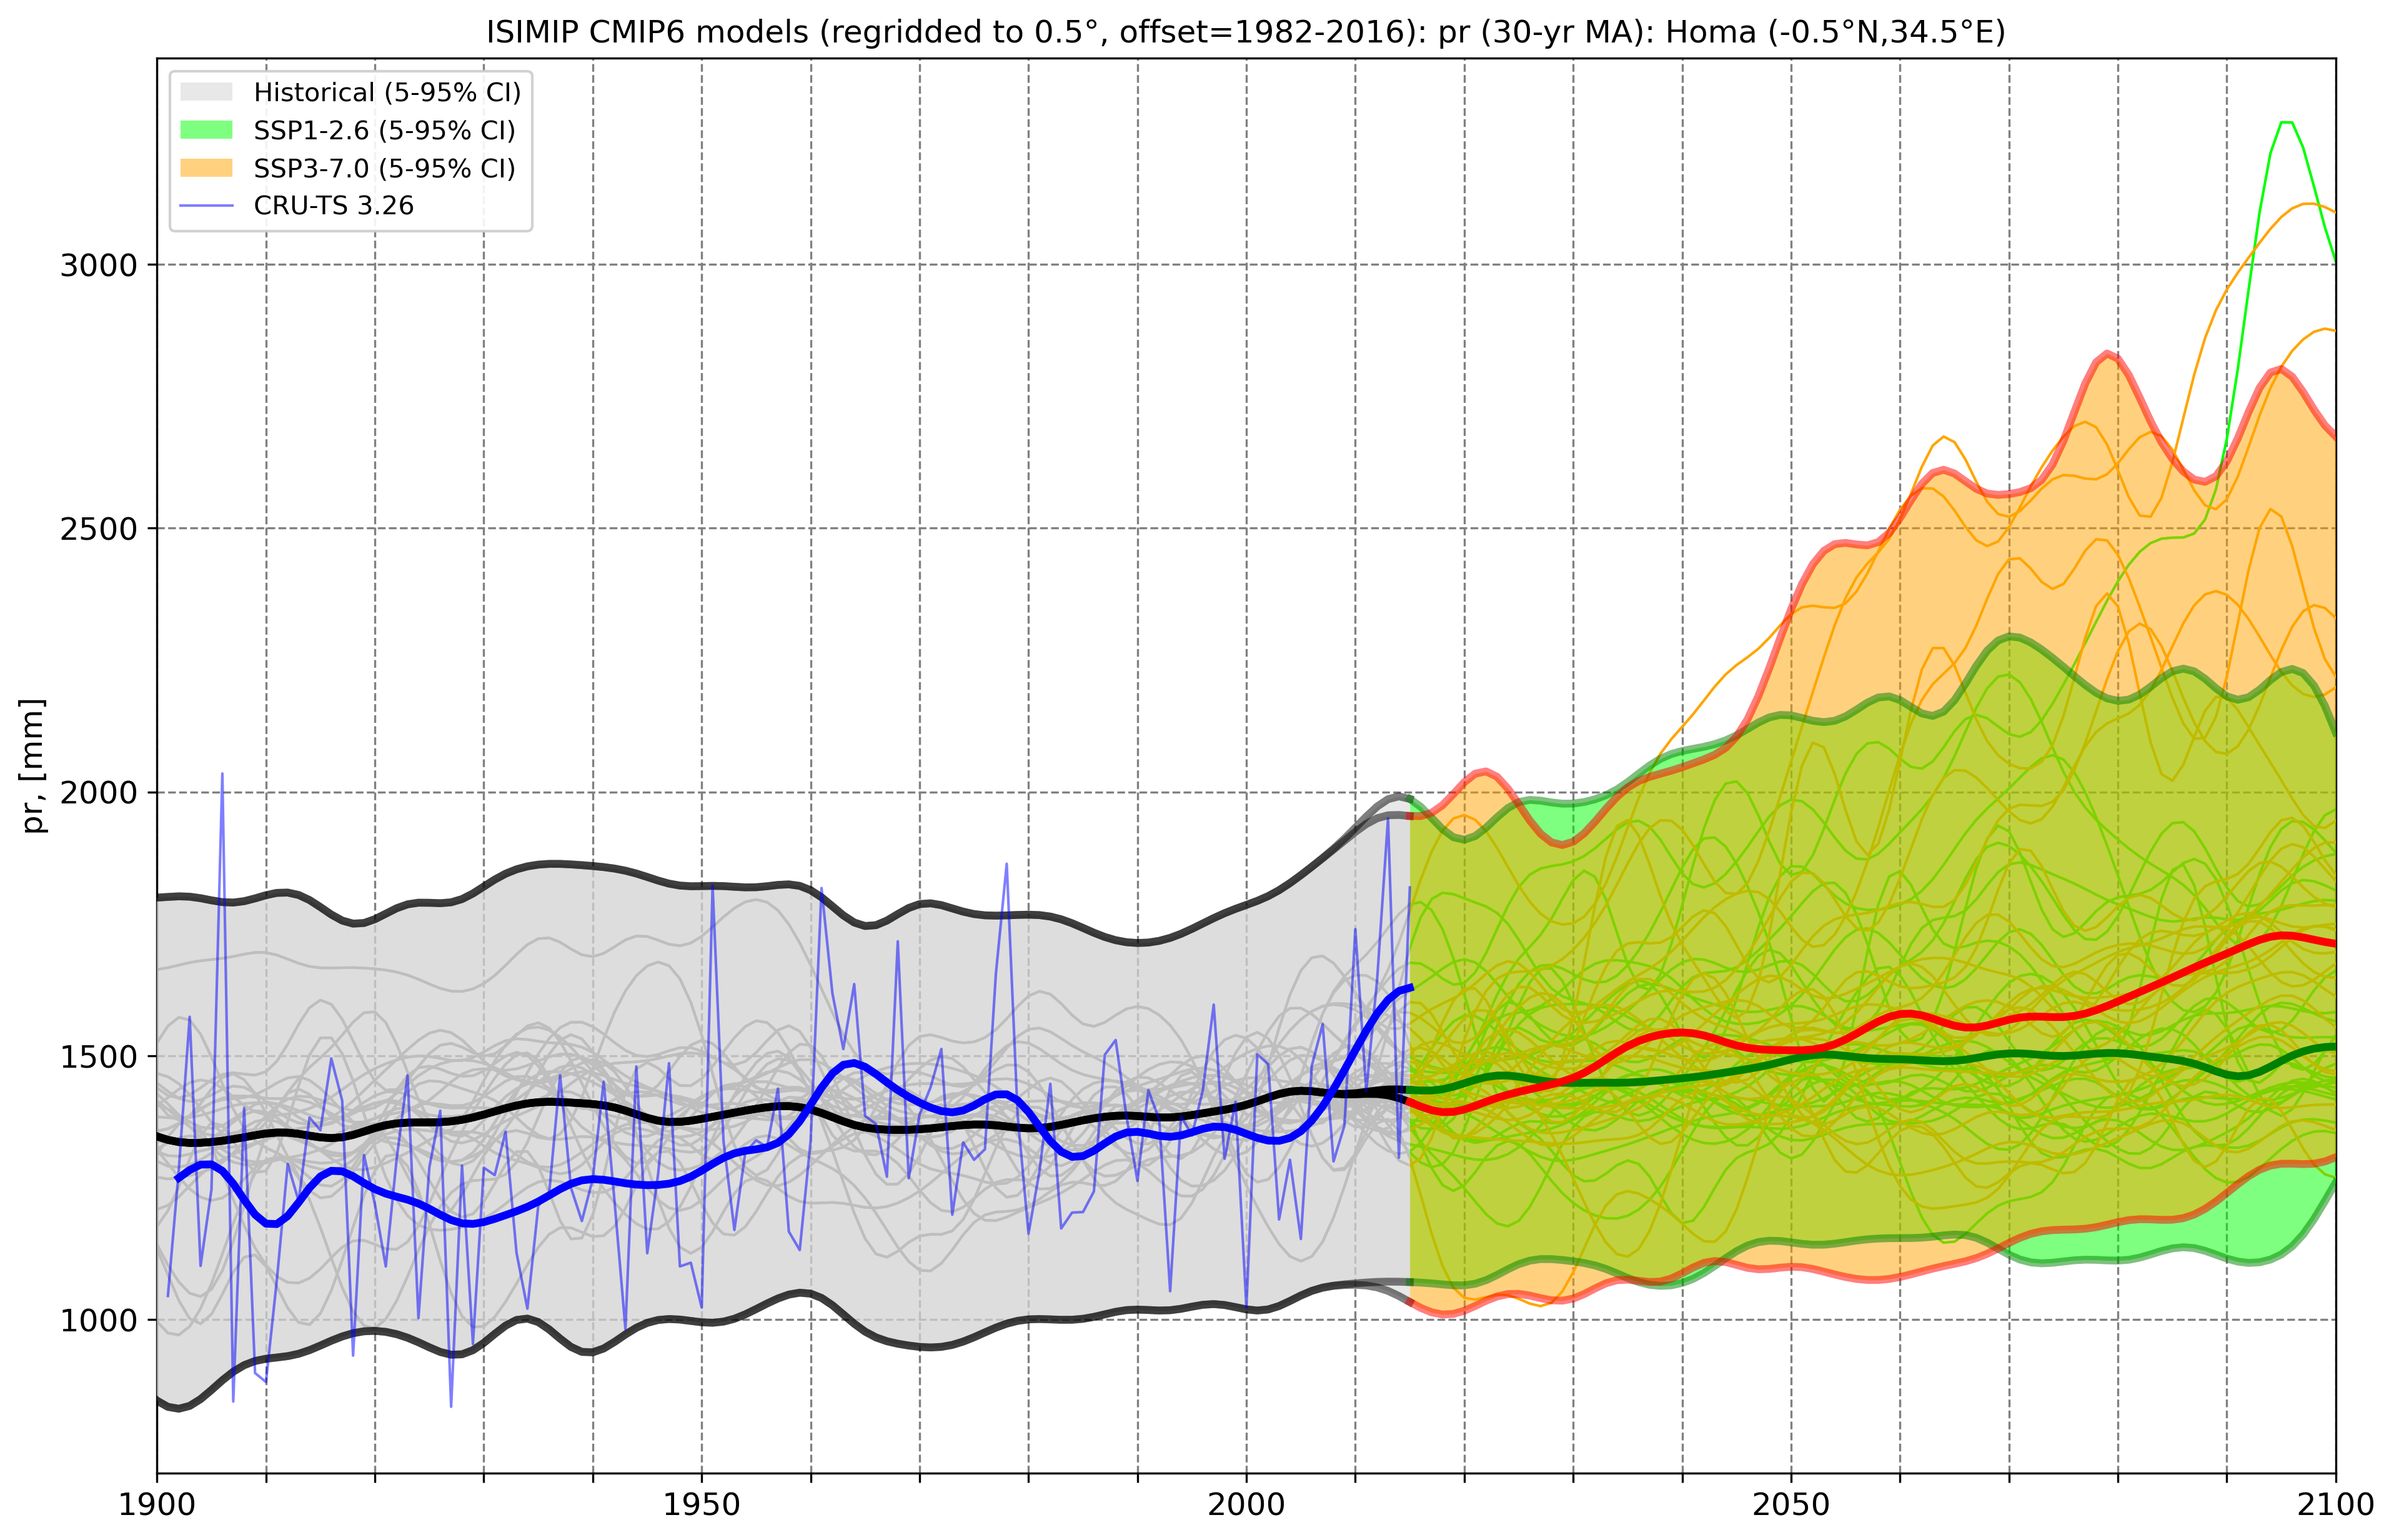 ISIMIP CMIP6 models (regridded to 0.5°, offset=1982-2016): pr (30-yr MA): Homa (-0.5°N,34.5°E)
Historical (5-95% CI)
SSP1-2.6 (5-95% CI)
SSP3-7.0 (5-95% CI)
CRU-TS 3.26
pr, [mm]
3000
2500
2000
1500
1000
1900
1950
2000
2050
2100